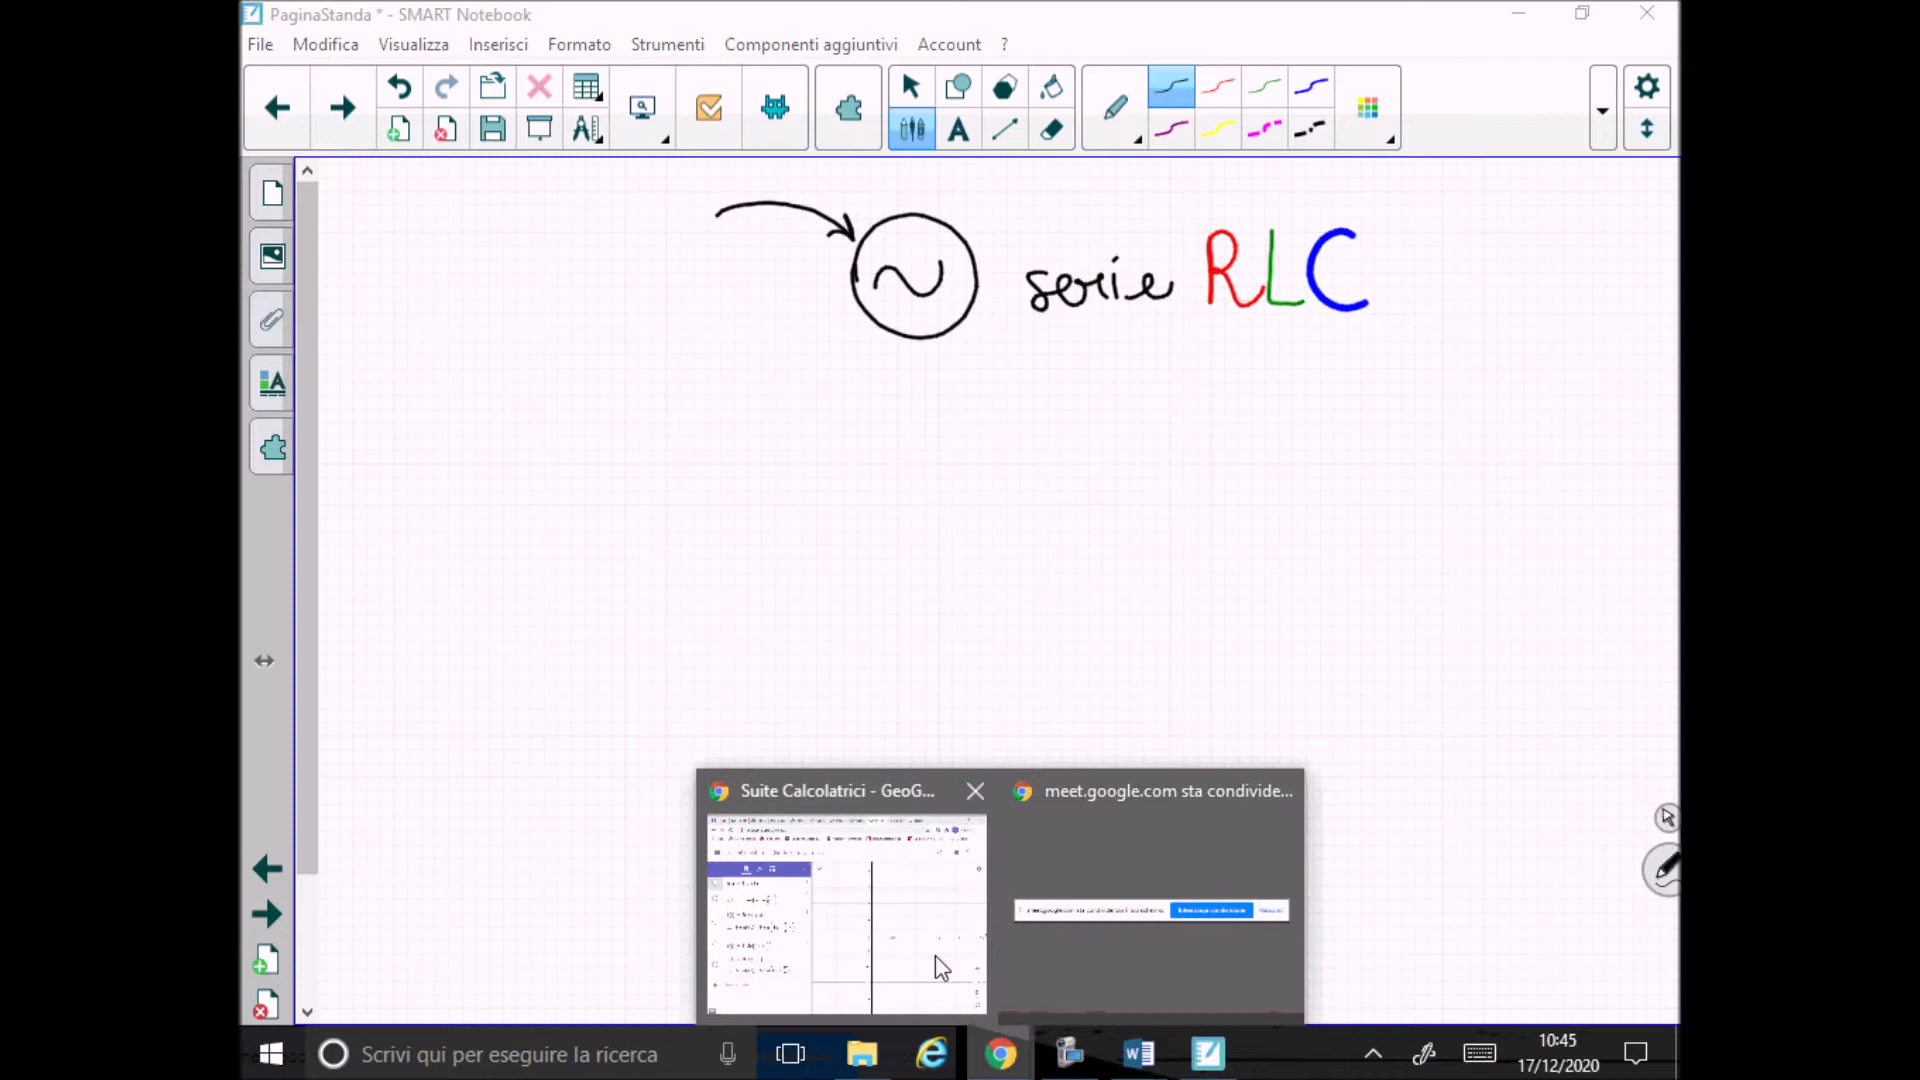 PaginaStanda * - SMART Notebook
File Modifica Visualizza Inserisci Formato Strumenti Componenti aggiuntivi Account ?
serie RLC
Suite Calcolatrici - GeoG...
meet.google.com sta condivide...
Scrivi qui per eseguire la ricerca
10:45
17/12/2020